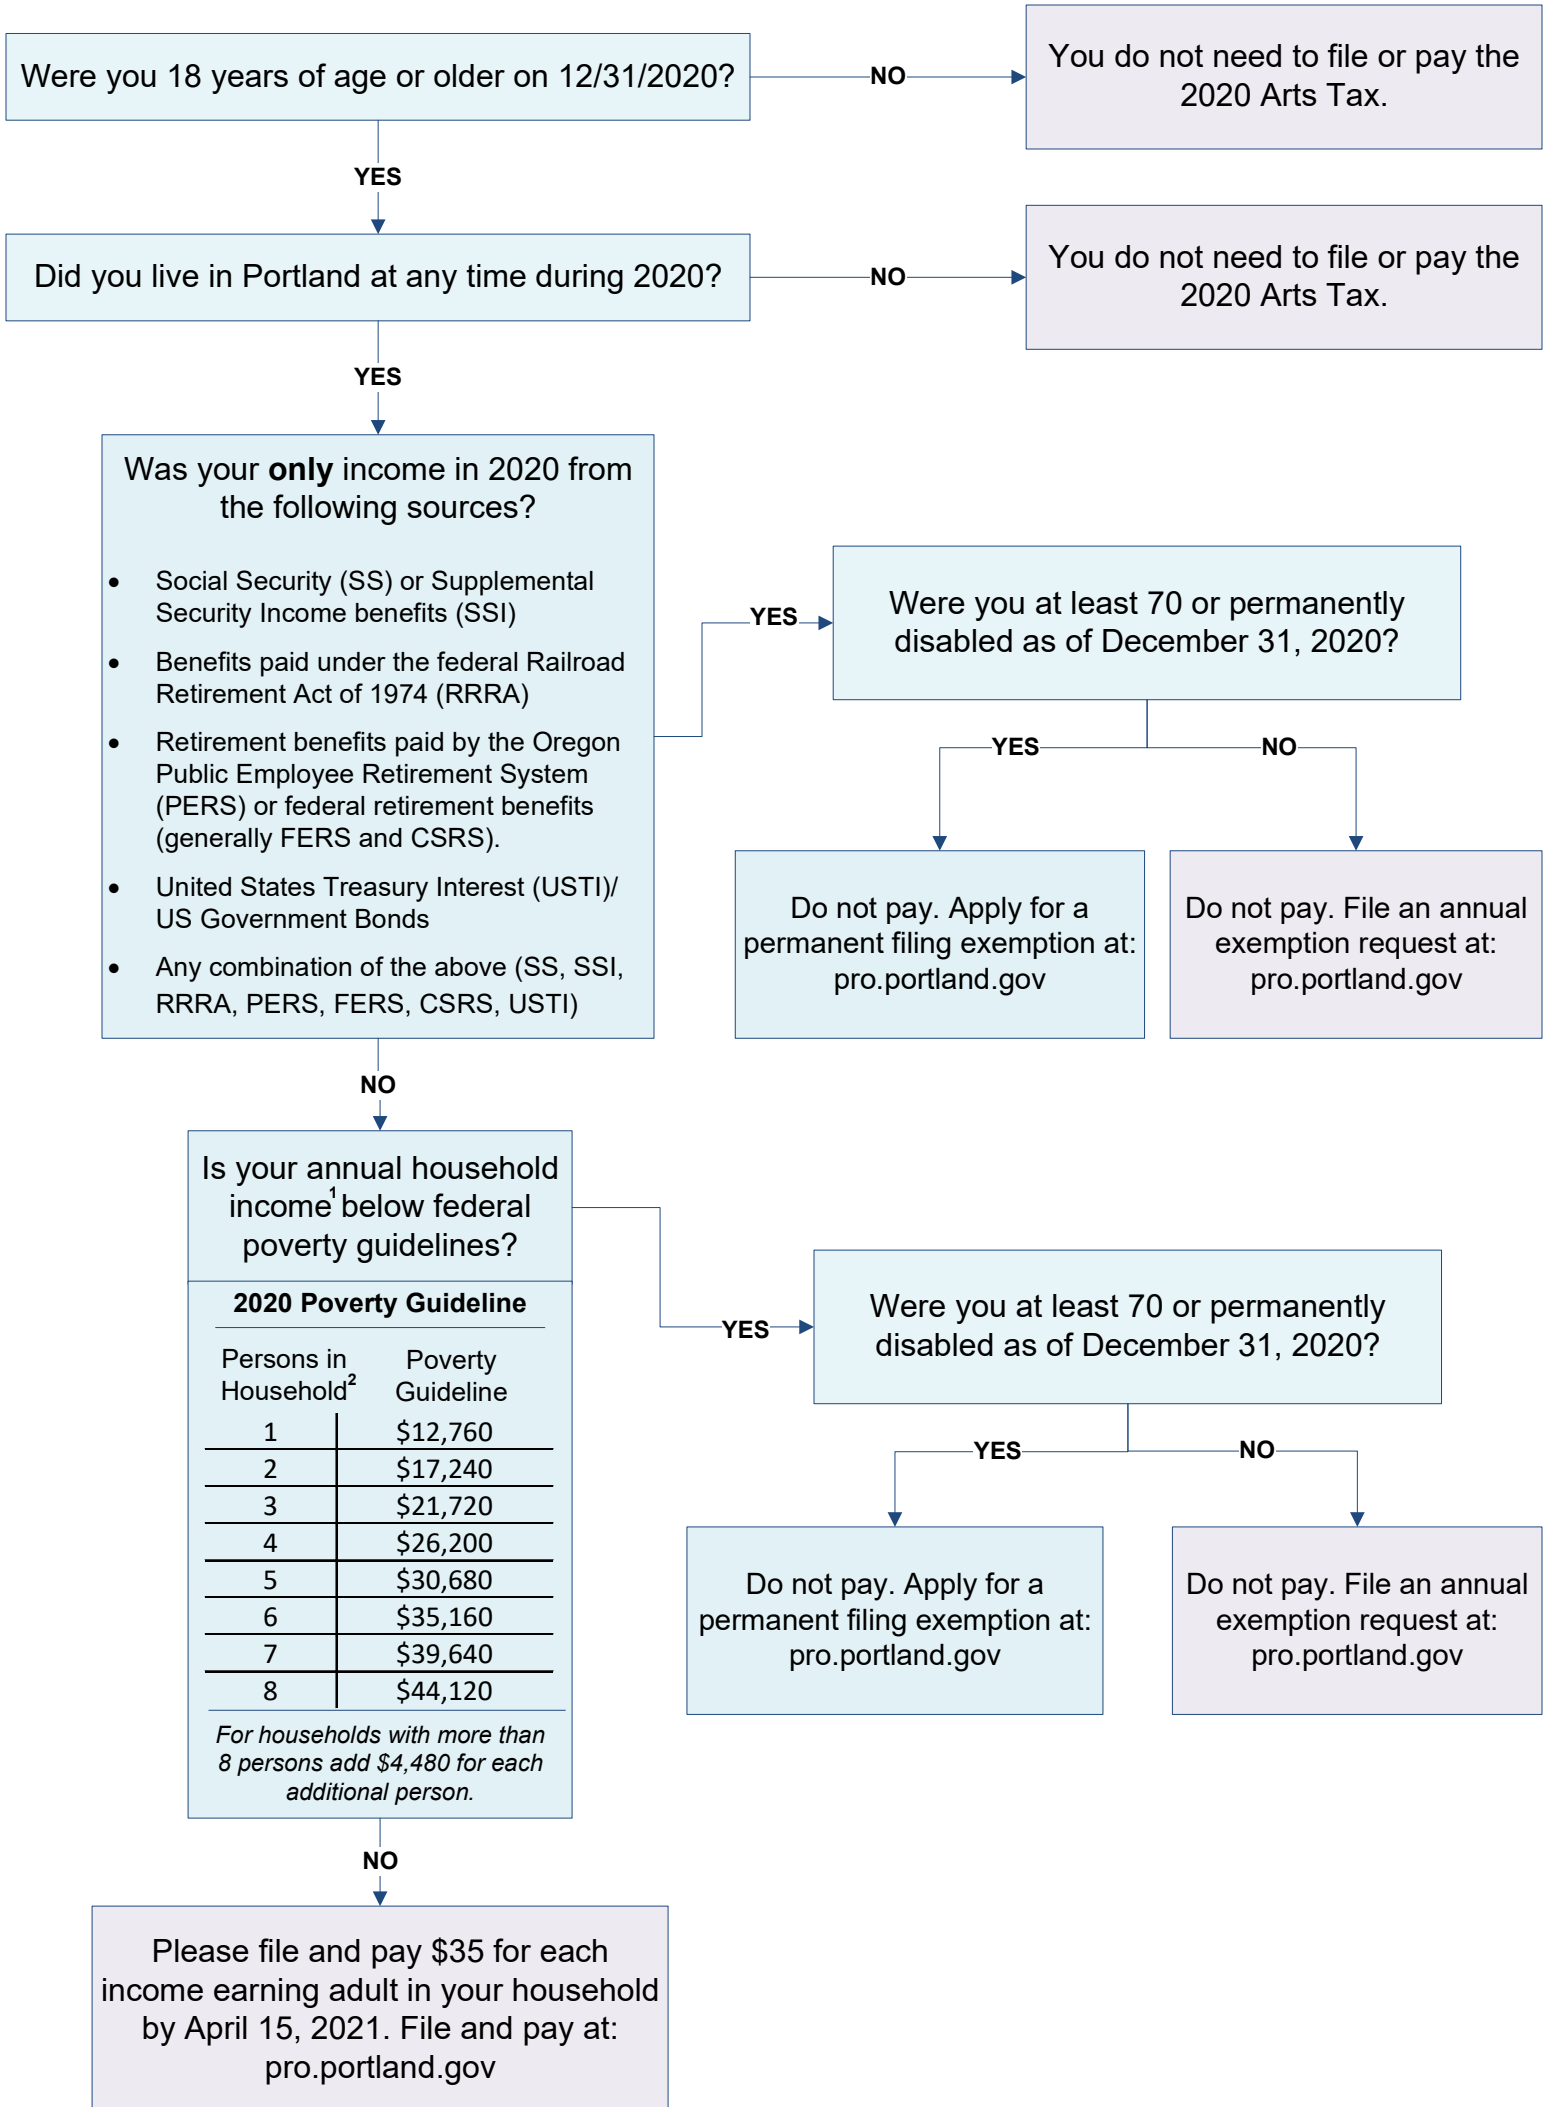 Were you 18 years of age or older on 12/31/2020?
NO
You do not need to file or pay the
2020 Arts Tax.
YES
Did you live in Portland at any time during 2020?
NO
You do not need to file or pay the
2020 Arts Tax.
YES
Was your only income in 2020 from
the following sources?
• Social Security (SS) or Supplemental
Security Income benefits (SSI)
• Benefits paid under the federal Railroad
Retirement Act of 1974 (RRRA)
• Retirement benefits paid by the Oregon
Public Employee Retirement System
(PERS) or federal retirement benefits
(generally FERS and CSRS).
• United States Treasury Interest (USTI)/
US Government Bonds
• Any combination of the above (SS, SSI,
RRRA, PERS, FERS, CSRS, USTI)
YES
Were you at least 70 or permanently
disabled as of December 31, 2020?
YES
NO
Do not pay. Apply for a
permanent filing exemption at:
pro.portland.gov
Do not pay. File an annual
exemption request at:
pro.portland.gov
NO
Is your annual household
income¹ below federal
poverty guidelines?
2020 Poverty Guideline
Persons in
Household²
Poverty
Guideline
1 $12,760
2 $17,240
3 $21,720
4 $26,200
5 $30,680
6 $35,160
7 $39,640
8 $44,120
For households with more than
8 persons add $4,480 for each
additional person.
YES
Were you at least 70 or permanently
disabled as of December 31, 2020?
YES
NO
Do not pay. Apply for a
permanent filing exemption at:
pro.portland.gov
Do not pay. File an annual
exemption request at:
pro.portland.gov
NO
Please file and pay $35 for each
income earning adult in your household
by April 15, 2021. File and pay at:
pro.portland.gov